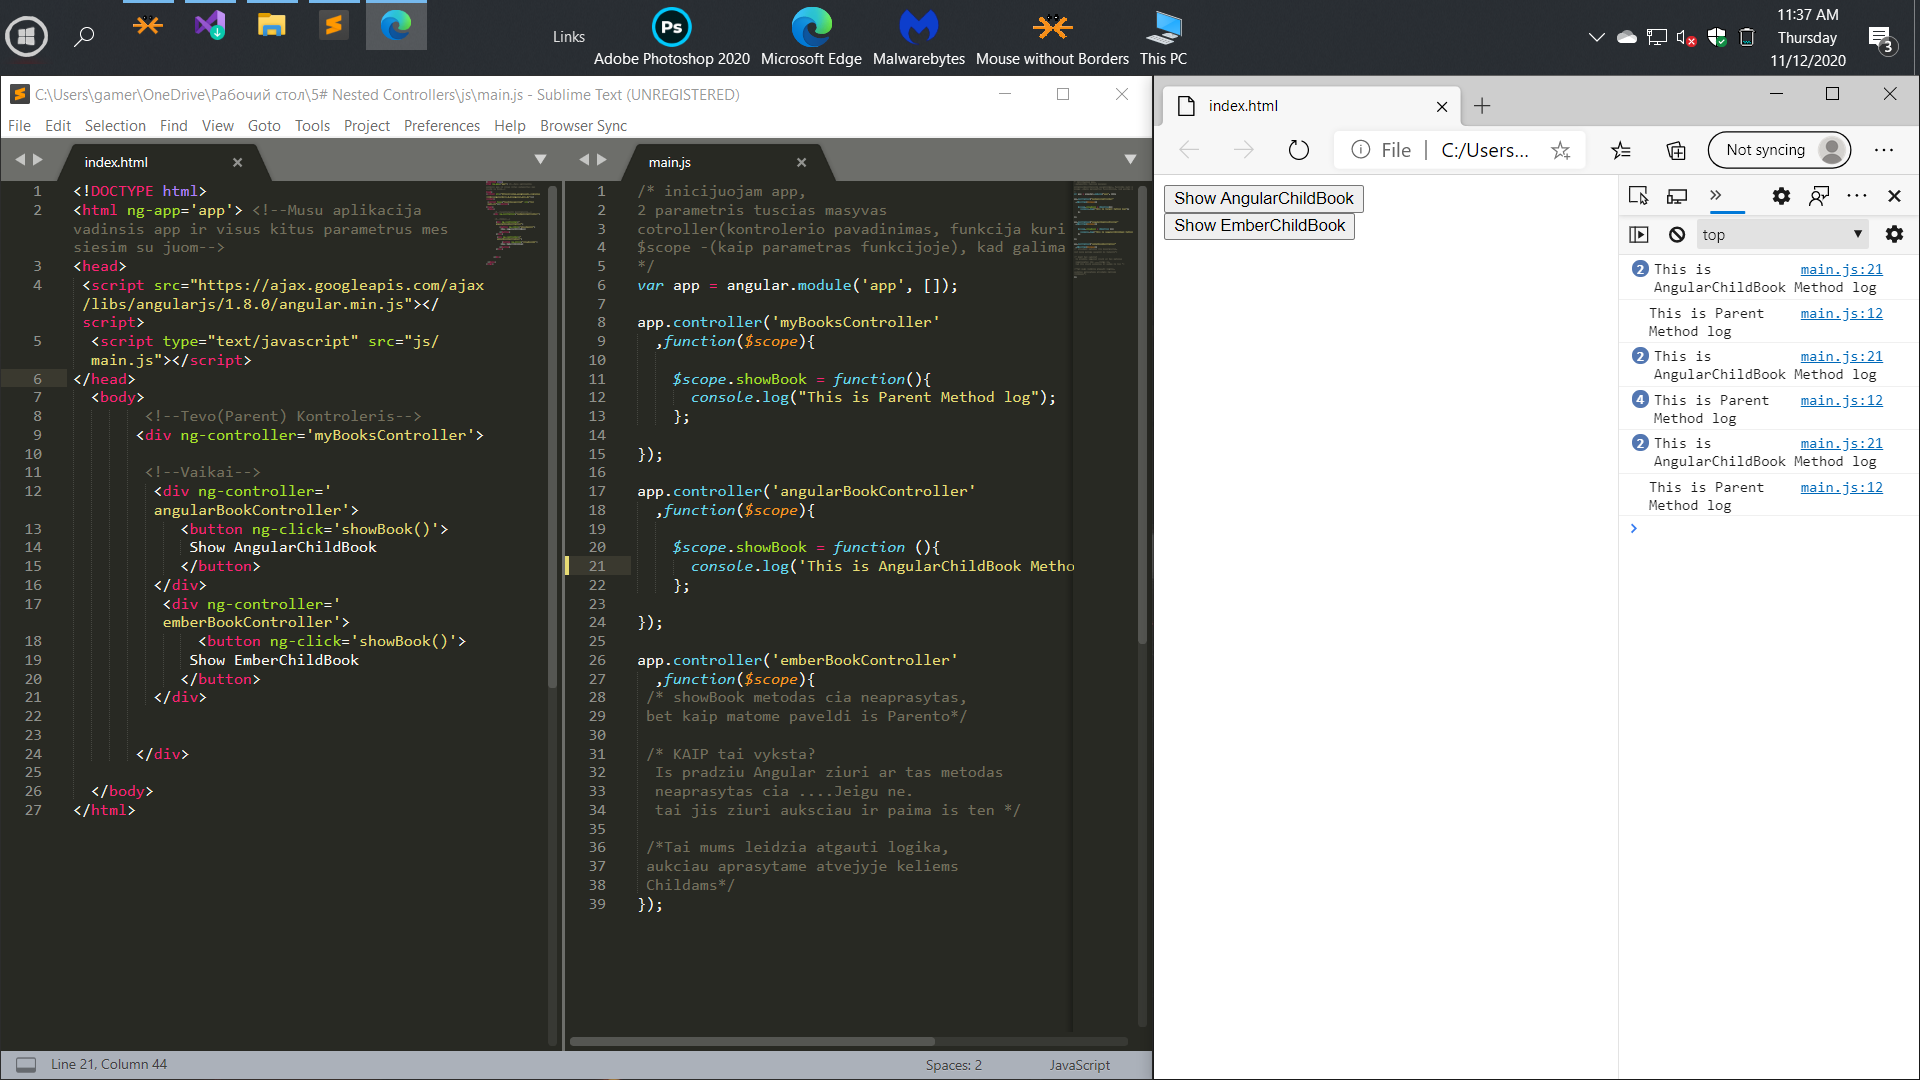 Links
Adobe Photoshop 2020
Microsoft Edge
Malwarebytes
Mouse without Borders
This PC
11:37 AM
Thursday
11/12/2020
3
C:\Users\gamer\OneDrive\Рабочий стол\5# Nested Controllers\js\main.js - Sublime Text (UNREGISTERED)
File Edit Selection Find View Goto Tools Project Preferences Help Browser Sync
index.html
1 <!DOCTYPE html>
2 <html ng-app='app'> <!--Musu aplikacija
vadinsis app ir visus kitus parametrus mes
siesim su juom-->
3 <head>
4 <script src="https://ajax.googleapis.com/ajax
/libs/angularjs/1.8.0/angular.min.js"></
script>
5 <script type="text/javascript" src="js/
main.js"></script>
6 </head>
7 <body>
8 <!--Tevo(Parent) Kontroleris-->
9 <div ng-controller='myBooksController'>
10
11 <!--Vaikai-->
12 <div ng-controller='
angularBookController'>
13 <button ng-click='showBook()'>
14 Show AngularChildBook
15 </button>
16 </div>
17 <div ng-controller='
emberBookController'>
18 <button ng-click='showBook()'>
19 Show EmberChildBook
20 </button>
21 </div>
22
23
24 </div>
25
26 </body>
27 </html>
main.js
1 /* inicijuojam app,
2 2 parametris tuscias masyvas
3 cotroller(kontrolerio pavadinimas, funkcija kuri
4 $scope -(kaip parametras funkcijoje), kad galima
5 */
6 var app = angular.module('app', []);
7
8 app.controller('myBooksController'
9 ,function($scope){
10
11 $scope.showBook = function(){
12 console.log("This is Parent Method log");
13 };
14
15 });
16
17 app.controller('angularBookController'
18 ,function($scope){
19
20 $scope.showBook = function (){
21 console.log('This is AngularChildBook Metho
22 };
23
24 });
25
26 app.controller('emberBookController'
27 ,function($scope){
28 /* showBook metodas cia neaprasytas,
29 bet kaip matome paveldi is Parento*/
30
31 /* KAIP tai vyksta?
32 Is pradziu Angular ziuri ar tas metodas
33 neaprasytas cia ....Jeigu ne.
34 tai jis ziuri auksciau ir paima is ten */
35
36 /*Tai mums leidzia atgauti logika,
37 aukciau aprasytame atvejyje keliems
38 Childams*/
39 });
Line 21, Column 44
Spaces: 2
JavaScript
index.html
File | C:/Users...
Not syncing
Show AngularChildBook
Show EmberChildBook
top
2 This is main.js:21
AngularChildBook Method log
This is Parent main.js:12
Method log
2 This is main.js:21
AngularChildBook Method log
4 This is Parent main.js:12
Method log
2 This is main.js:21
AngularChildBook Method log
This is Parent main.js:12
Method log